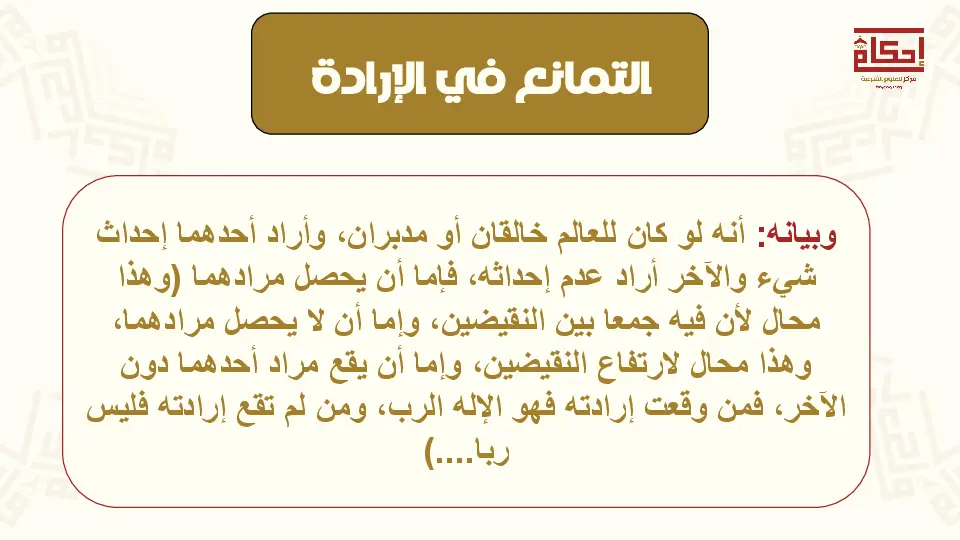 التمانع في الإرادة
إحكام
مركز للعلوم الشرعية
وبيانه: أنه لو كان للعالم خالقان أو مدبران، وأراد أحدهما إحداث
شيء والآخر أراد عدم إحداثه، فإما أن يحصل مرادهما (وهذا
محال لأن فيه جمعا بين النقيضين، وإما أن لا يحصل مرادهما،
وهذا محال لارتفاع النقيضين، وإما أن يقع مراد أحدهما دون
الآخر، فمن وقعت إرادته فهو الإله الرب، ومن لم تقع إرادته فليس
ربا....)